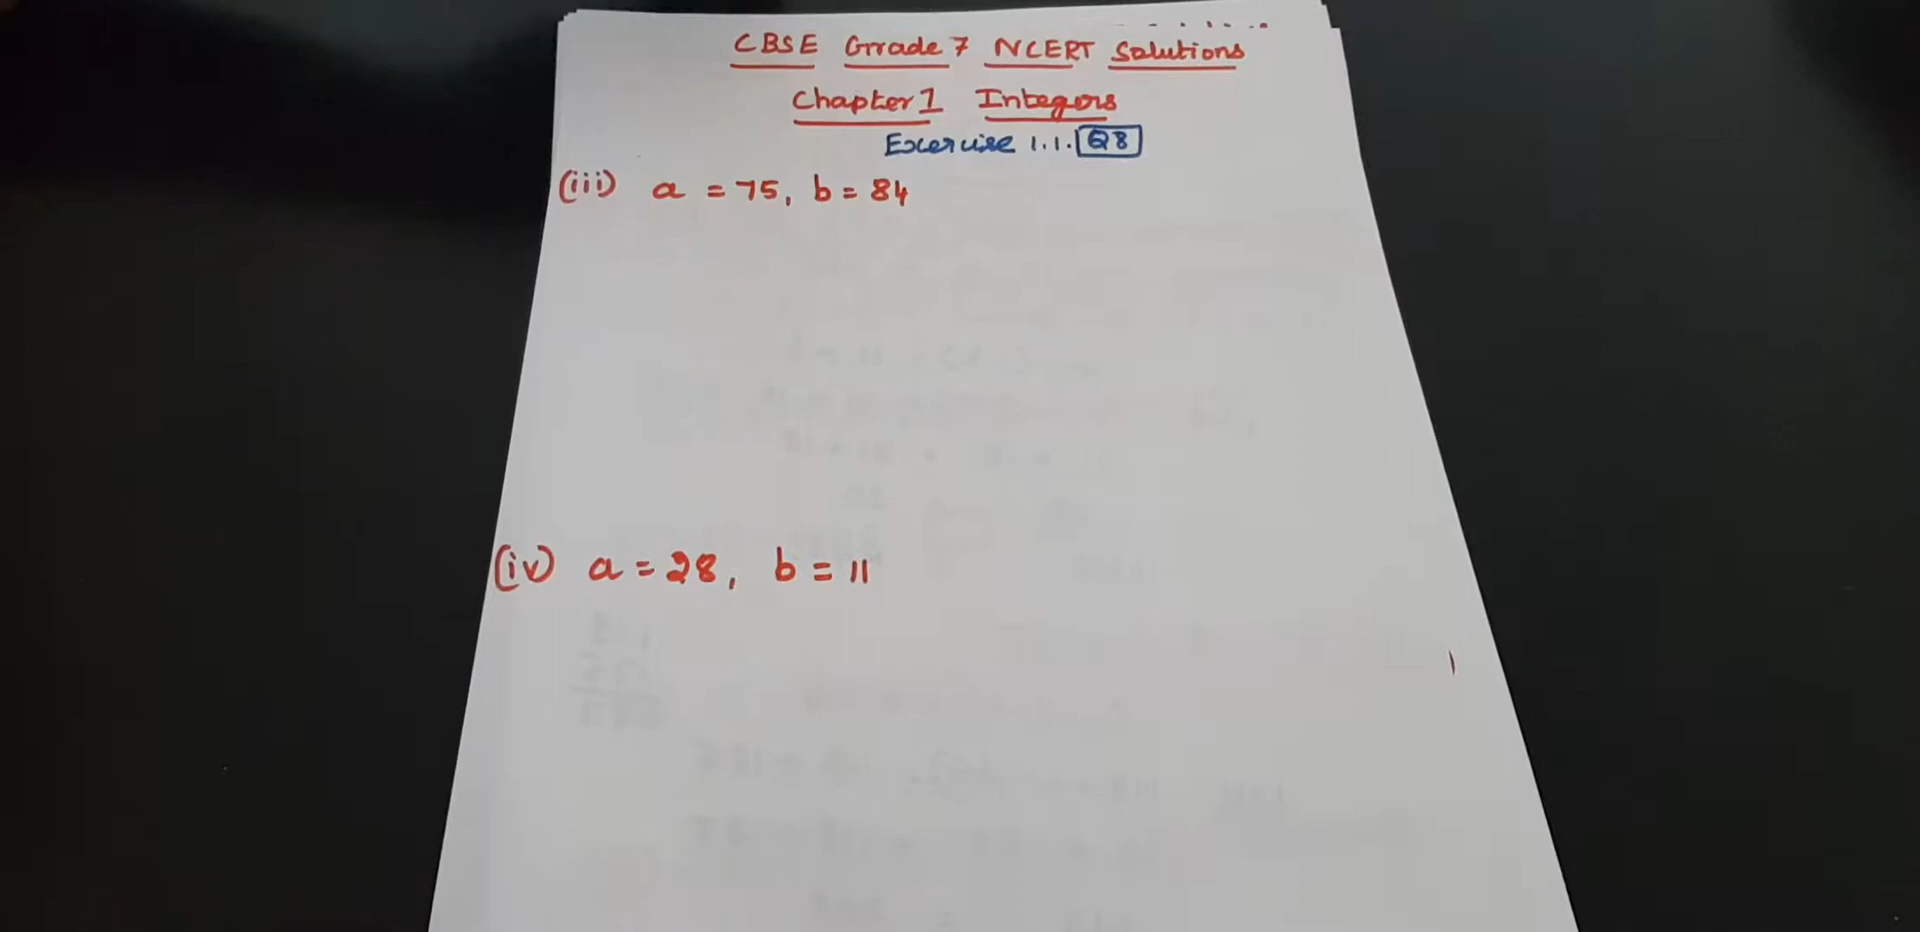 CBSE Grade 7 NCERT Solutions
Chapter 1 Integers
Exercise 1.1. Q8
(iii) a = 75, b = 84
(iv) a = 28, b = 11